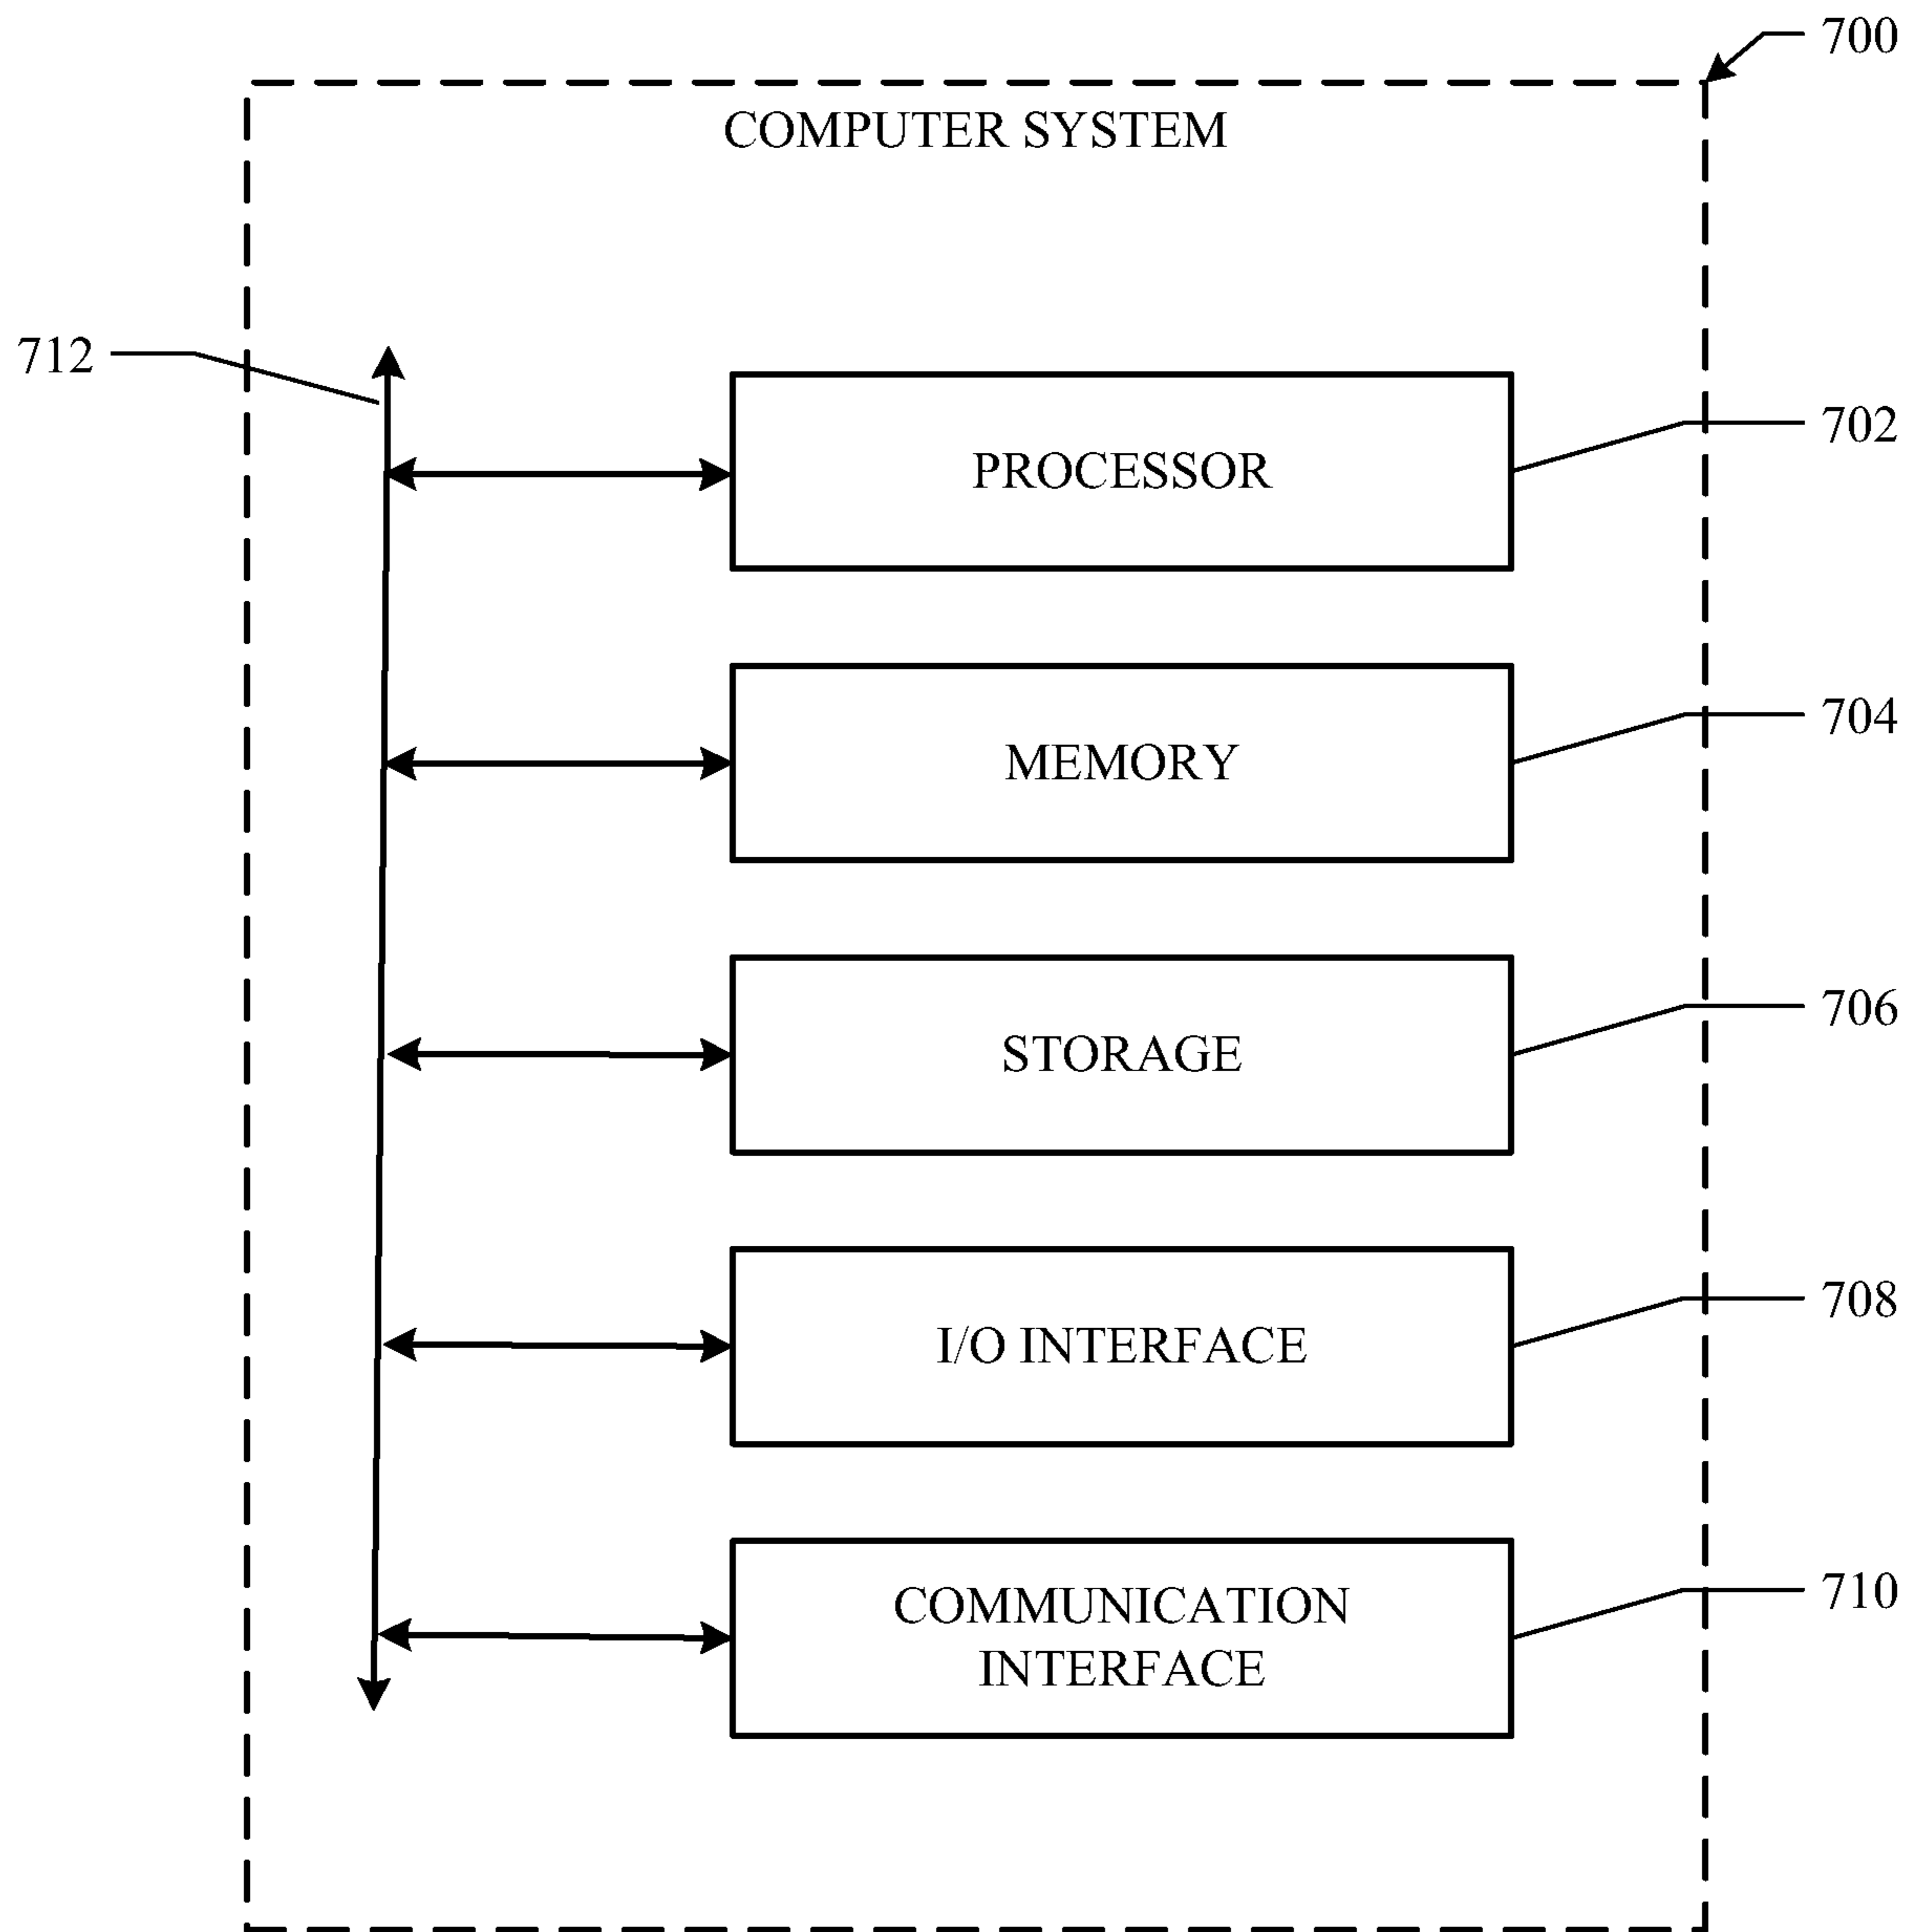 700
COMPUTER SYSTEM
712
PROCESSOR
702
MEMORY
704
STORAGE
706
I/O INTERFACE
708
COMMUNICATION
INTERFACE
710